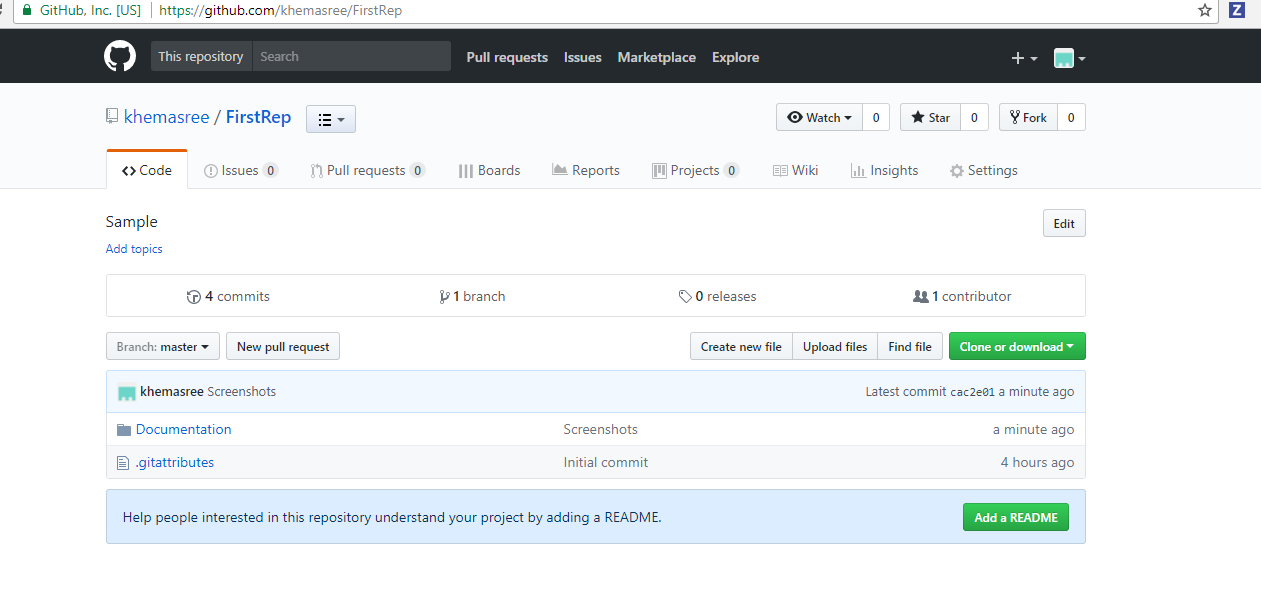 GitHub, Inc. [US] https://github.com/khemasree/FirstRep Z
This repository Search Pull requests Issues Marketplace Explore
khemasree / FirstRep Watch 0 Star 0 Fork 0
Code Issues 0 Pull requests 0 Boards Reports Projects 0 Wiki Insights Settings
Sample Edit
Add topics
4 commits 1 branch 0 releases 1 contributor
Branch: master New pull request Create new file Upload files Find file Clone or download
khemasree Screenshots Latest commit cac2e01 a minute ago
Documentation Screenshots a minute ago
.gitattributes Initial commit 4 hours ago
Help people interested in this repository understand your project by adding a README. Add a README